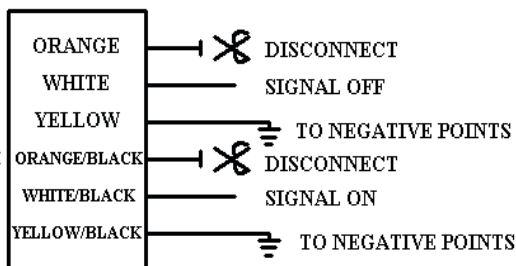 ORANGE DISCONNECT
WHITE SIGNAL OFF
YELLOW TO NEGATIVE POINTS
ORANGE/BLACK DISCONNECT
WHITE/BLACK SIGNAL ON
YELLOW/BLACK TO NEGATIVE POINTS